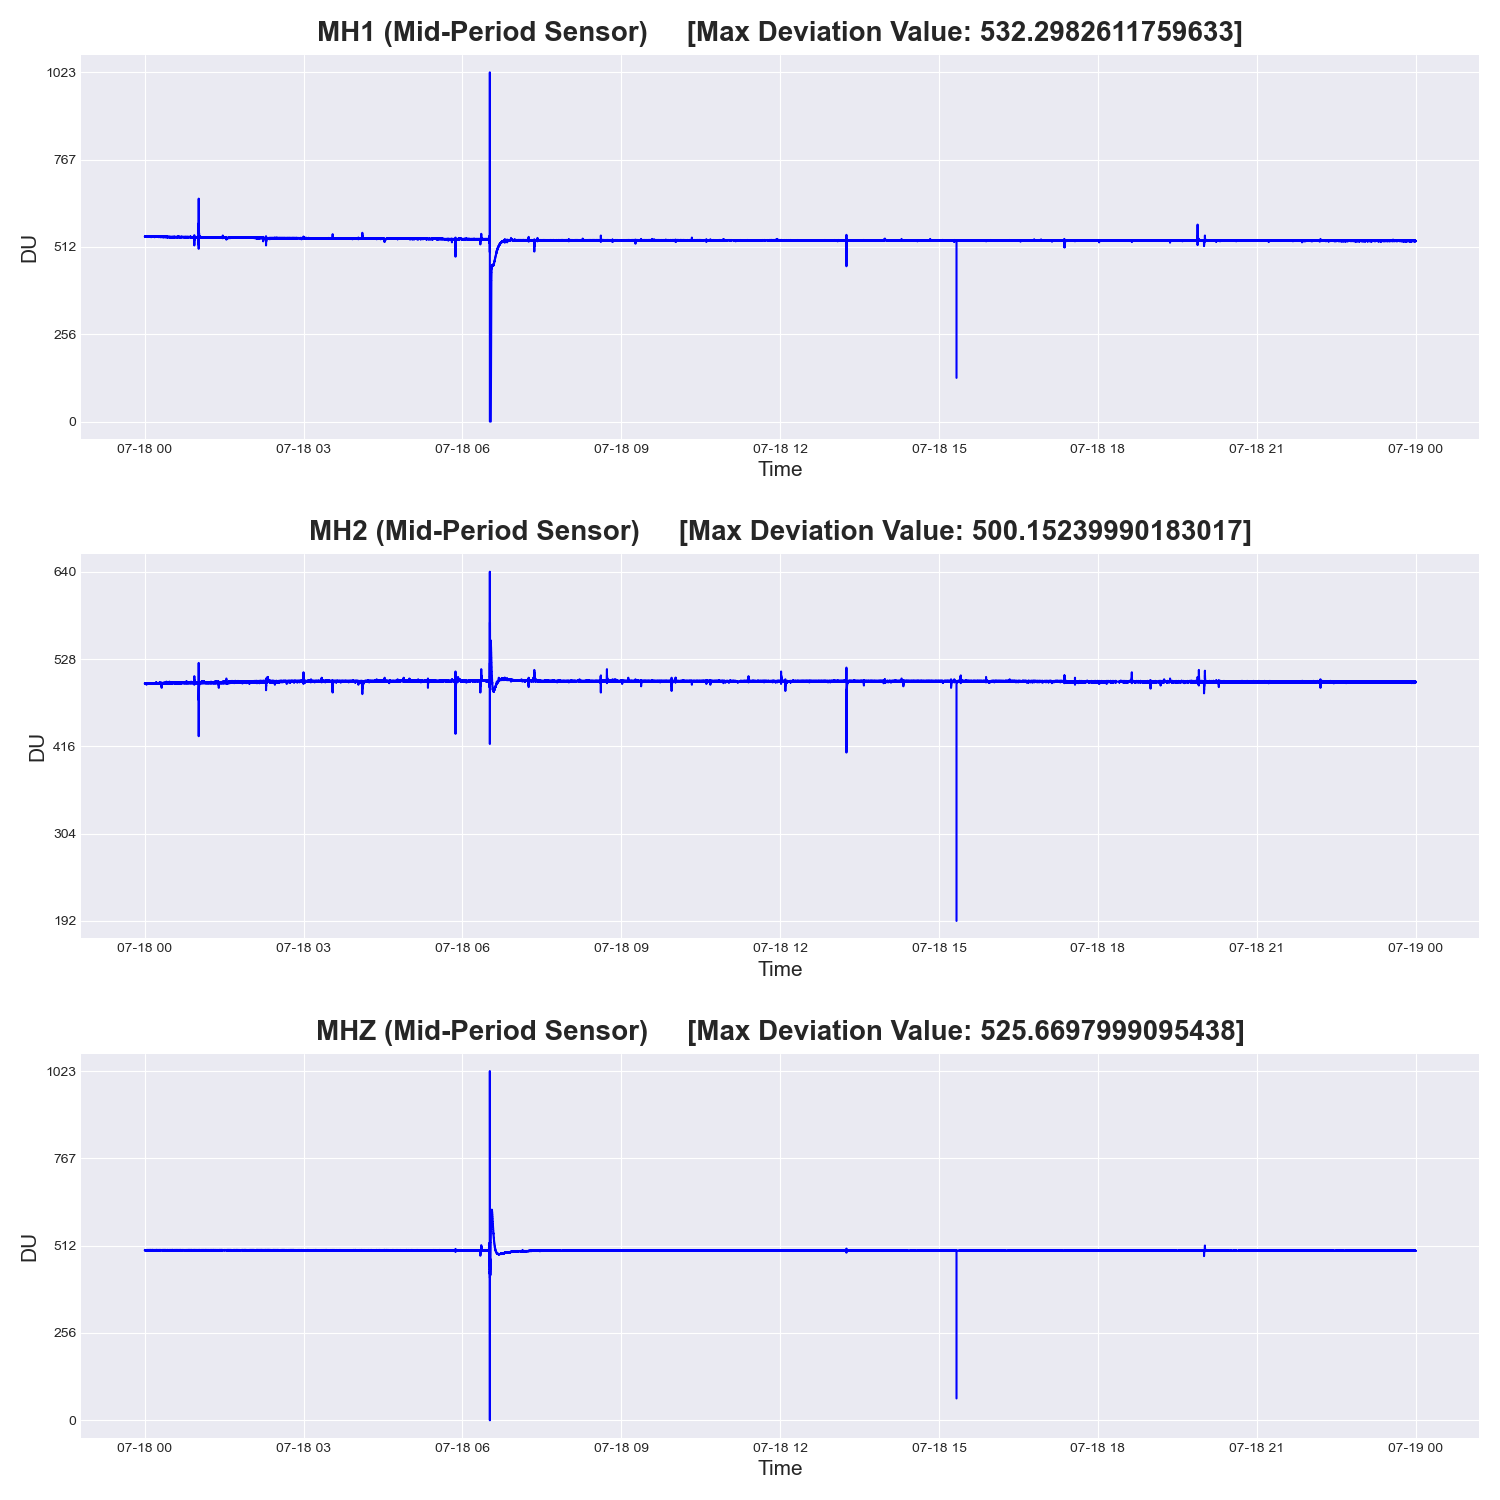 MH1 (Mid-Period Sensor) [Max Deviation Value: 532.2982611759633]
1023
767
512
256
0
DU
07-18 00 07-18 03 07-18 06 07-18 09 07-18 12 07-18 15 07-18 18 07-18 21 07-19 00
Time
MH2 (Mid-Period Sensor) [Max Deviation Value: 500.15239990183017]
640
528
416
304
192
DU
07-18 00 07-18 03 07-18 06 07-18 09 07-18 12 07-18 15 07-18 18 07-18 21 07-19 00
Time
MHZ (Mid-Period Sensor) [Max Deviation Value: 525.6697999095438]
1023
767
512
256
0
DU
07-18 00 07-18 03 07-18 06 07-18 09 07-18 12 07-18 15 07-18 18 07-18 21 07-19 00
Time